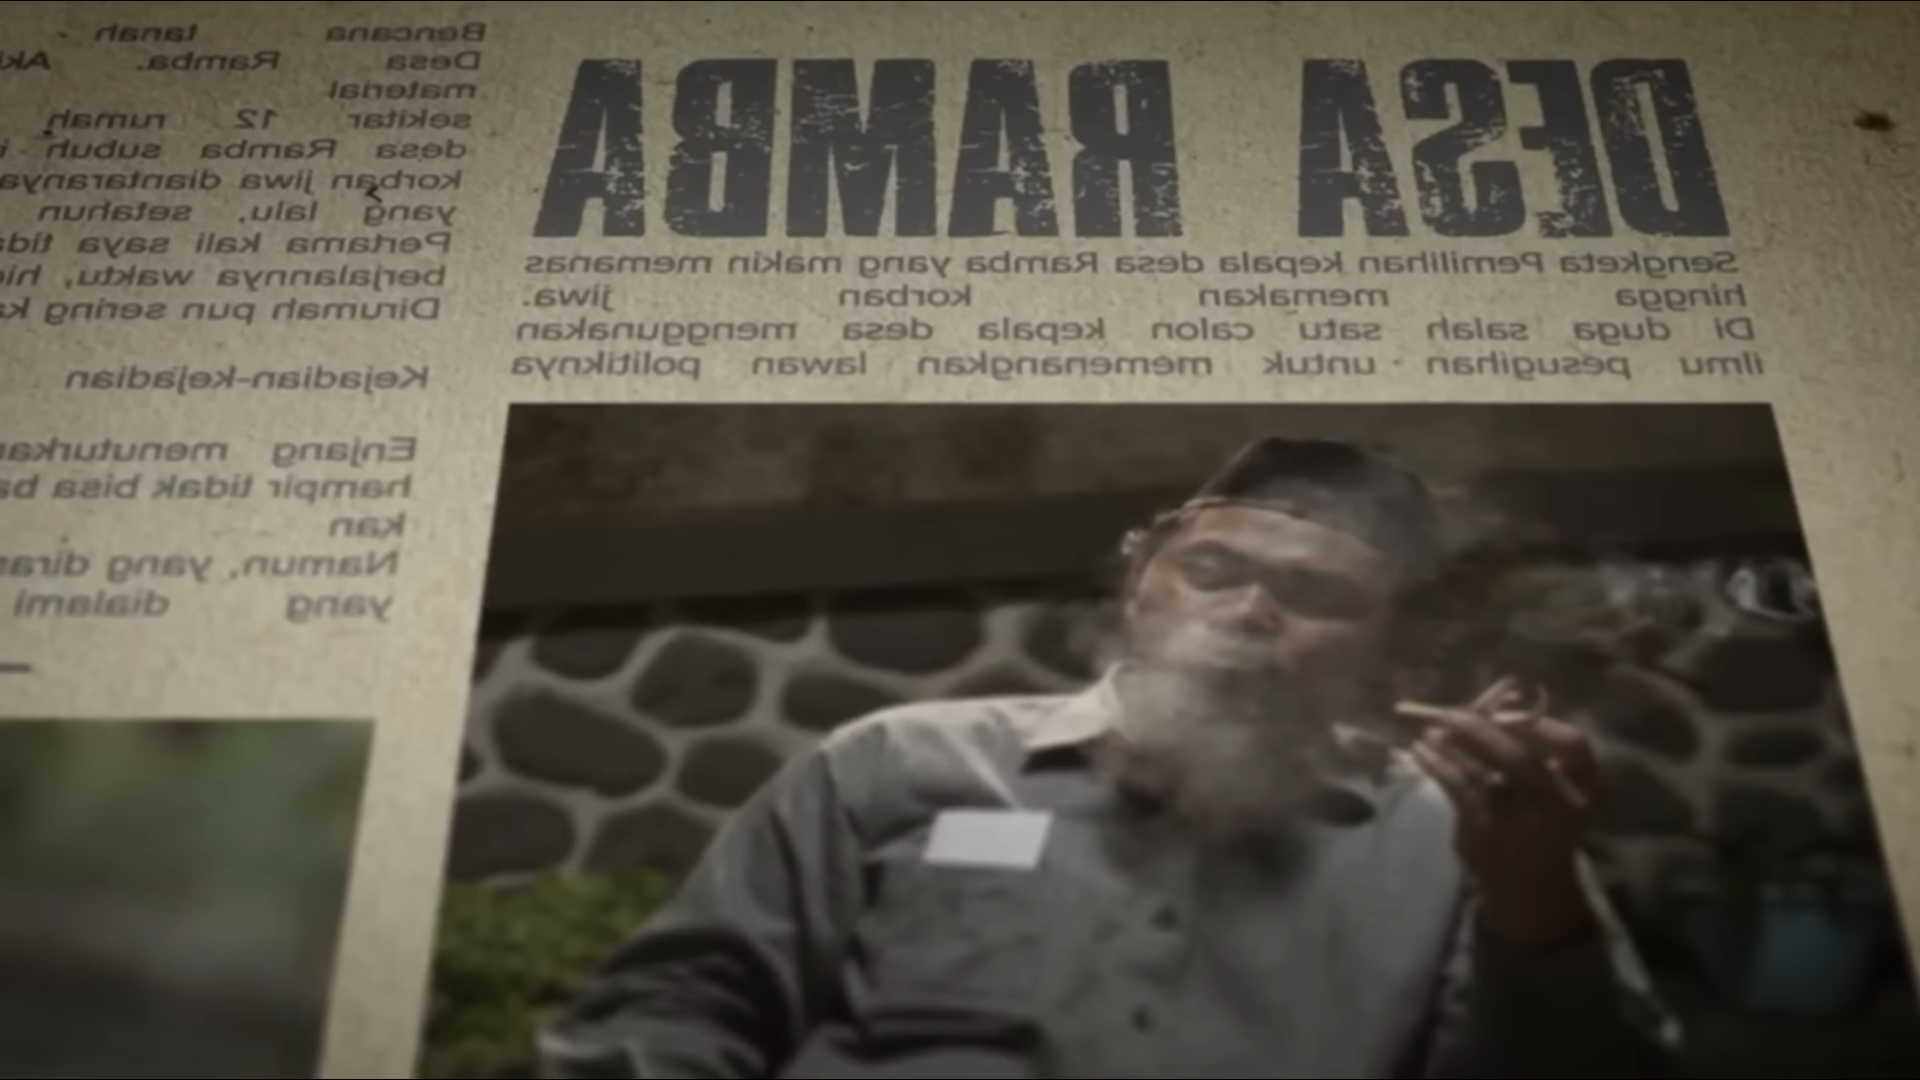 DESA RAMBA
Sengketa Pemilihan kepala desa Ramba yang makin memanas
hingga memakan korban jiwa.
Di duga salah satu calon kepala desa menggunakan
ilmu pesugihan untuk memenangkan lawan politiknya
Bencana tanah
Desa Ramba.
material
sekitar 12 rumah
desa Ramba subuh
korban jiwa diantaranya
yang lalu, setahun
Pertama kali saya
berjalannya waktu,
Dirumah pun sering
Kejadian-kejadian
Enjang
hampir tidak bisa
kan
Namun, yang
yang dialami